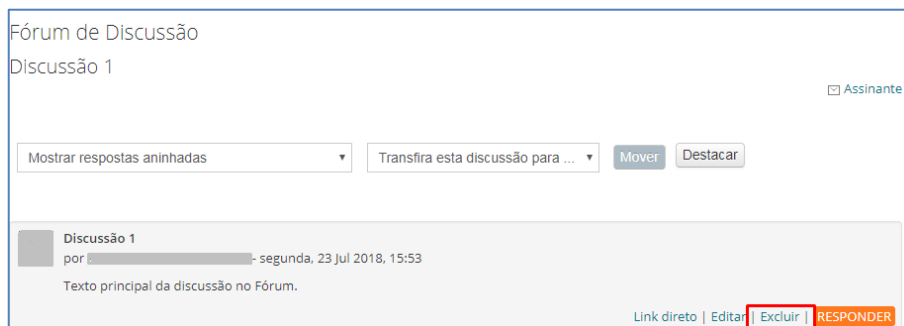 Fórum de Discussão
Discussão 1
Assinante
Mostrar respostas aninhadas Transfira esta discussão para ... Mover Destacar
Discussão 1
por - segunda, 23 Jul 2018, 15:53
Texto principal da discussão no Fórum.
Link direto | Editar | Excluir | RESPONDER